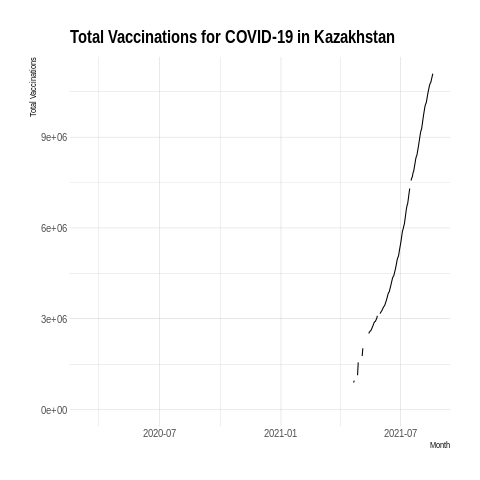 Total Vaccinations for COVID-19 in Kazakhstan
Total Vaccinations
9e+06
6e+06
3e+06
0e+00
2020-07
2021-01
2021-07
Month